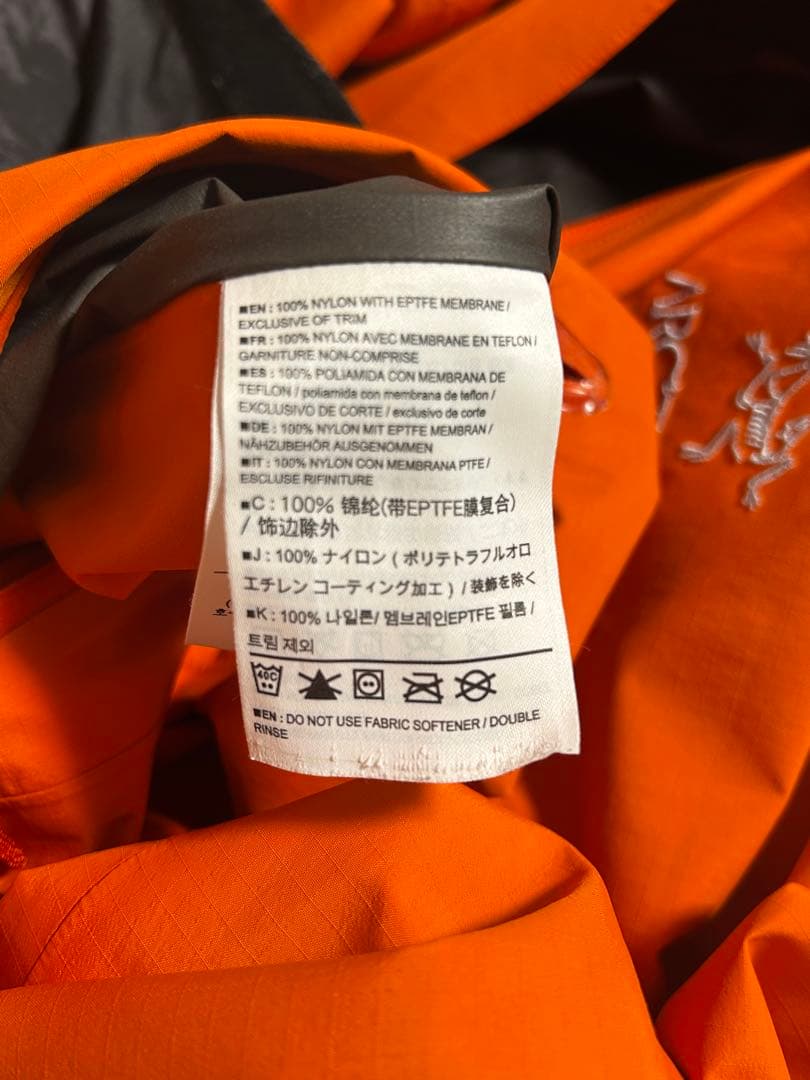 ■EN : 100% NYLON WITH EPTFE MEMBRANE /
EXCLUSIVE OF TRIM
■FR : 100% NYLON AVEC MEMBRANE EN TEFLON /
GARNITURE NON-COMPRISE
■ES : 100% POLIAMIDA CON MEMBRANA DE
TEFLON / poliamida con membrana de teflon /
EXCLUSIVO DE CORTE / exclusivo de corte
■DE : 100% NYLON MIT EPTFE MEMBRAN /
NÄHZUBEHÖR AUSGENOMMEN
■IT : 100% NYLON CON MEMBRANA PTFE /
ESCLUSE RIFINITURE
■C : 100% 锦纶(带EPTFE膜复合)
/ 饰边除外
■J : 100% ナイロン ( ポリテトラフルオロ
エチレン コーティング加工 ) / 装飾を除く
■K : 100% 나일론/ 멤브레인EPTFE 필름 /
트림 제외
40C
■EN : DO NOT USE FABRIC SOFTENER / DOUBLE
RINSE
ARC